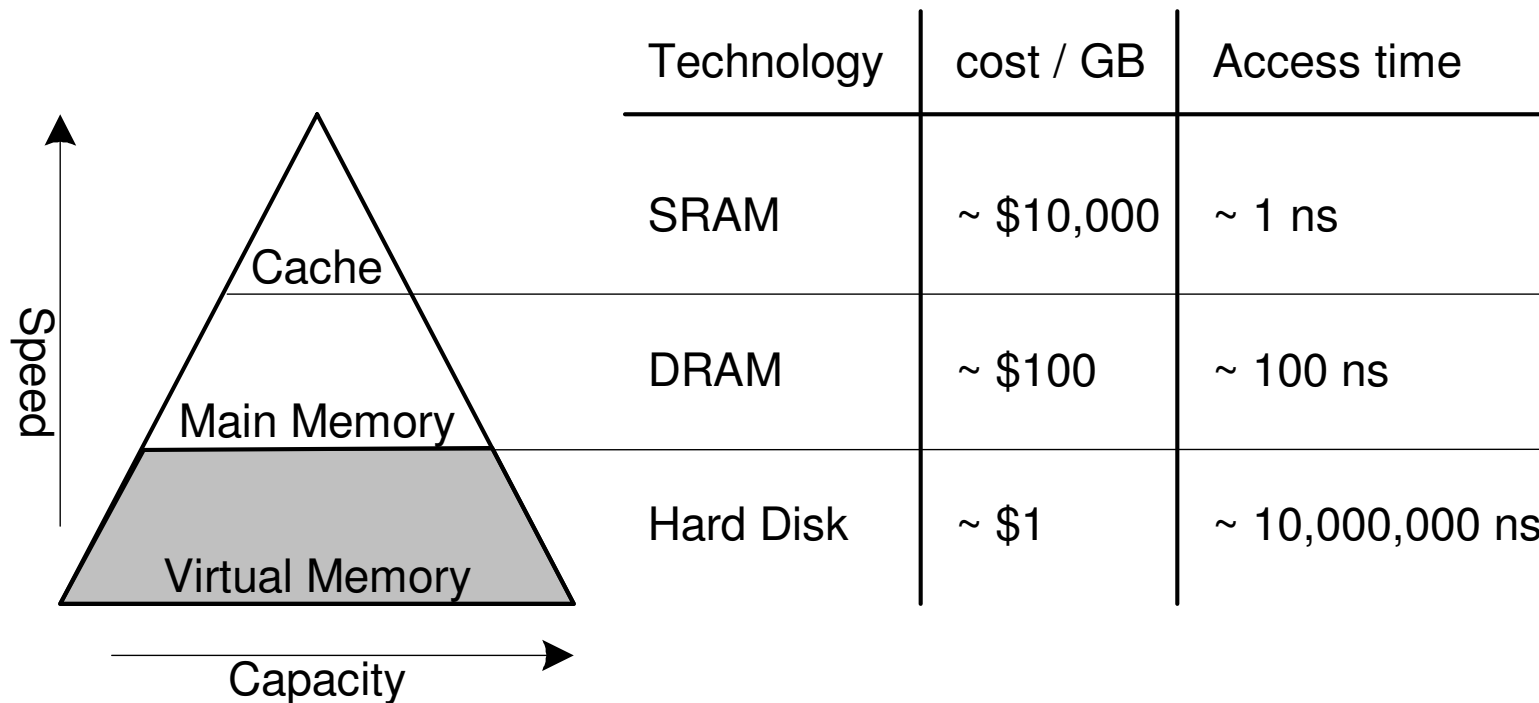 Technology cost / GB Access time
SRAM ~ $10,000 ~ 1 ns
Cache
DRAM ~ $100 ~ 100 ns
Main Memory
Hard Disk ~ $1 ~ 10,000,000 ns
Virtual Memory
Speed
Capacity